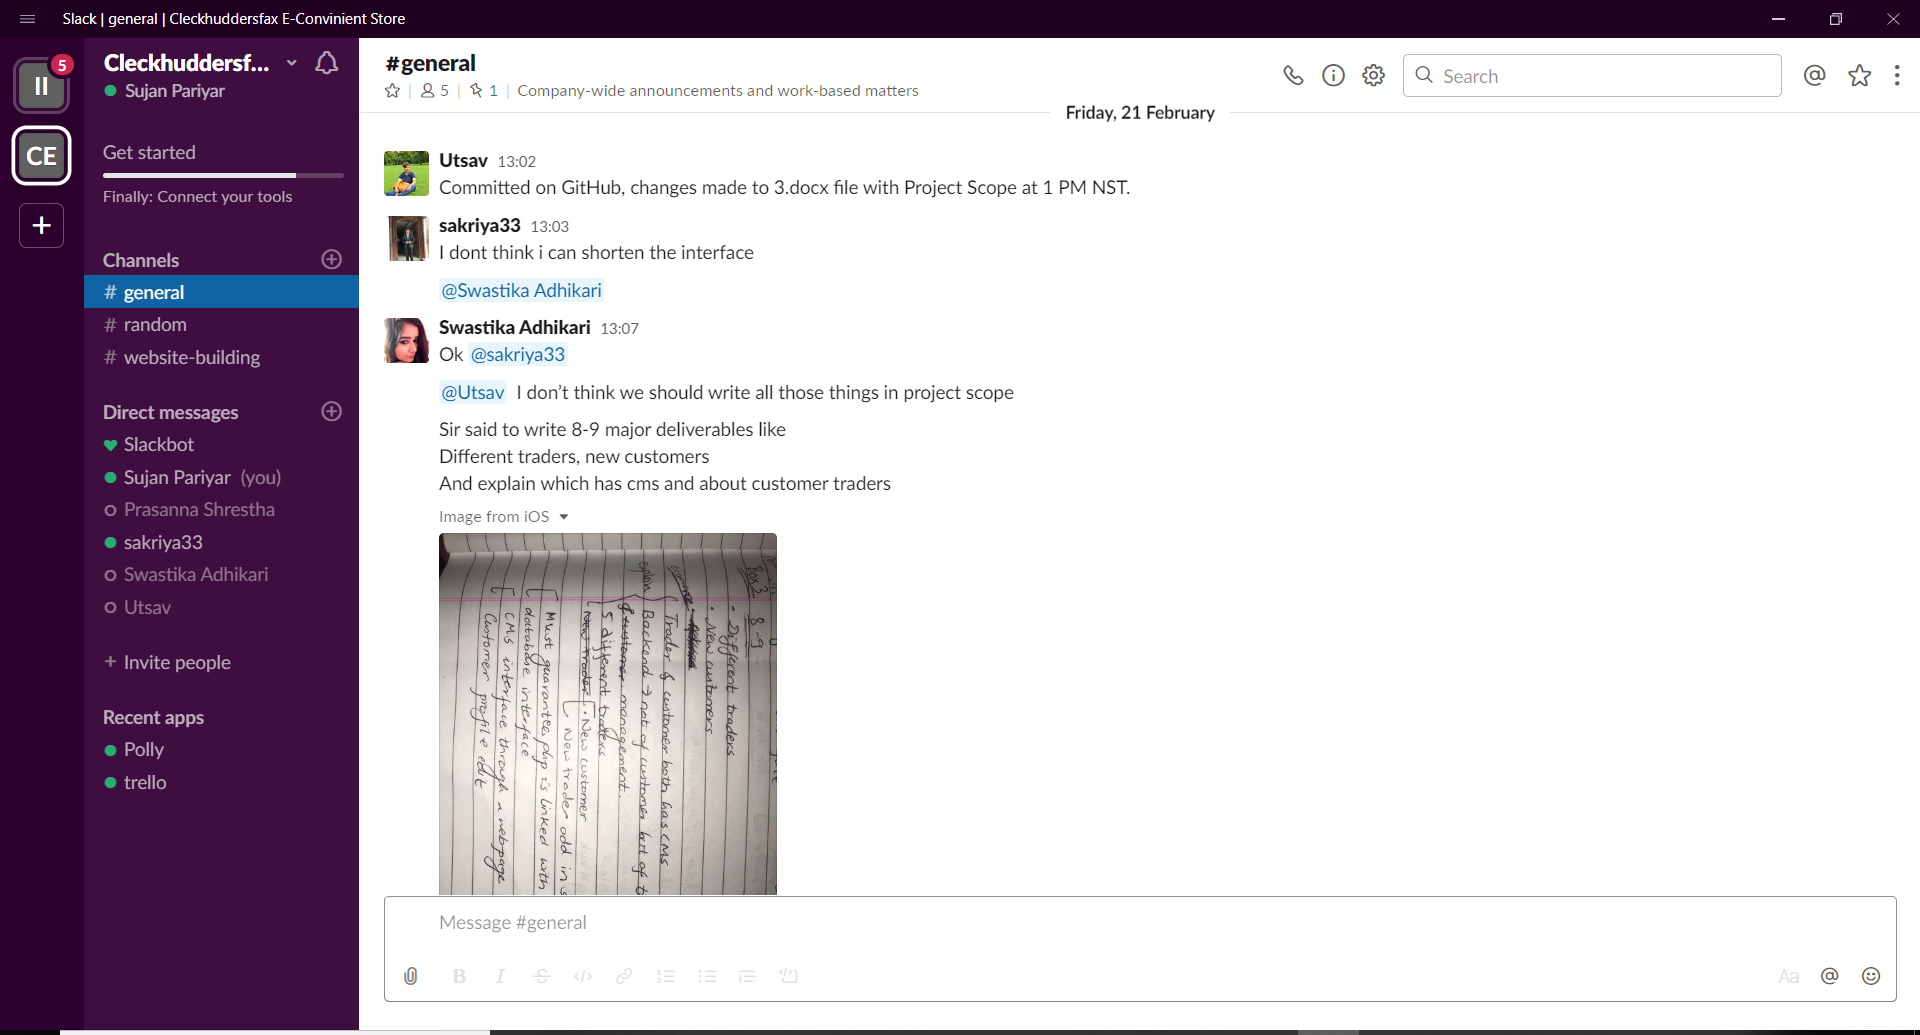 Slack | general | Cleckhuddersfax E-Convinient Store
II
5
CE
+
Cleckhuddersf...
Sujan Pariyar
Get started
Finally: Connect your tools
Channels
# general
# random
# website-building
Direct messages
Slackbot
Sujan Pariyar (you)
Prasanna Shrestha
sakriya33
Swastika Adhikari
Utsav
+ Invite people
Recent apps
Polly
trello
#general
5
1
Company-wide announcements and work-based matters
Search
@
Friday, 21 February
Utsav 13:02
Committed on GitHub, changes made to 3.docx file with Project Scope at 1 PM NST.
sakriya33 13:03
I dont think i can shorten the interface
@Swastika Adhikari
Swastika Adhikari 13:07
Ok @sakriya33
@Utsav I don't think we should write all those things in project scope
Sir said to write 8-9 major deliverables like
Different traders, new customers
And explain which has cms and about customer traders
Image from iOS
Box 3 8-9
• Different traders
• New customers
Trader & customer both has CMS
explain Backend → not of customer but of
customer management.
5 different traders
New trader • New customer
New trader add in
Must guarantee php is linked with
database interface
CMS interface through a webpage
Customer profile edit
Message #general
B I S </>
Aa @